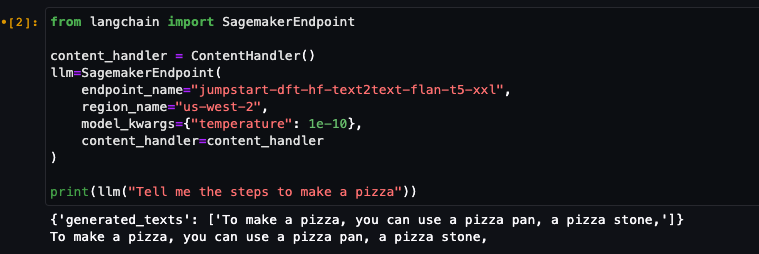 [2]: from langchain import SagemakerEndpoint
content_handler = ContentHandler()
llm=SagemakerEndpoint(
endpoint_name="jumpstart-dft-hf-text2text-flan-t5-xxl",
region_name="us-west-2",
model_kwargs={"temperature": 1e-10},
content_handler=content_handler
)
print(llm("Tell me the steps to make a pizza"))
{'generated_texts': ['To make a pizza, you can use a pizza pan, a pizza stone,']}
To make a pizza, you can use a pizza pan, a pizza stone,